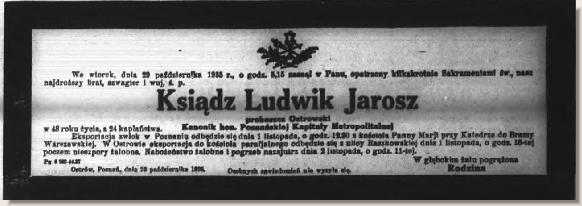 We wtorek, dnia 29 października 1935 r., o godz. 5,15 zasnął w Panu, opatrzony kilkakrotnie Sakramentami św., nasz
najdroższy brat, szwagier i wuj, ś. p.
Ksiądz Ludwik Jarosz
proboszcz Ostrowski
Kanonik hon. Poznańskiej Kapituły Metropolitalnej
w 48 roku życia, a 24 kapłaństwa.
Eksportacja zwłok w Poznaniu odbędzie się dnia 1 listopada, o godz. 12.30 z kościoła Panny Marji przy Katedrze do Bramy
Warszawskiej. W Ostrowie eksportacja do kościoła parafjalnego odbędzie się z ulicy Raszkowskiej dnia 1 listopada, o godz. 16-tej
poczem nieszpory żałobne. Nabożeństwo żałobne i pogrzeb nazajutrz dnia 2 listopada, o godz. 11-tej.
W głębokim żalu pogrążona
Rodzina
Ostrów, Poznań, dnia 29 października 1935. Osobnych zawiadomień nie wysyła się.